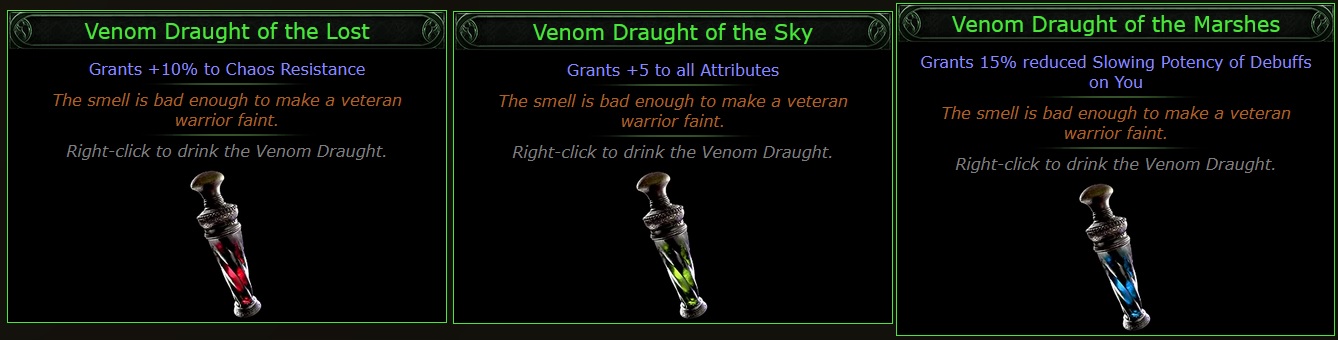 Venom Draught of the Lost
Grants +10% to Chaos Resistance
The smell is bad enough to make a veteran
warrior faint.
Right-click to drink the Venom Draught.
Venom Draught of the Sky
Grants +5 to all Attributes
The smell is bad enough to make a veteran
warrior faint.
Right-click to drink the Venom Draught.
Venom Draught of the Marshes
Grants 15% reduced Slowing Potency of Debuffs
on You
The smell is bad enough to make a veteran
warrior faint.
Right-click to drink the Venom Draught.